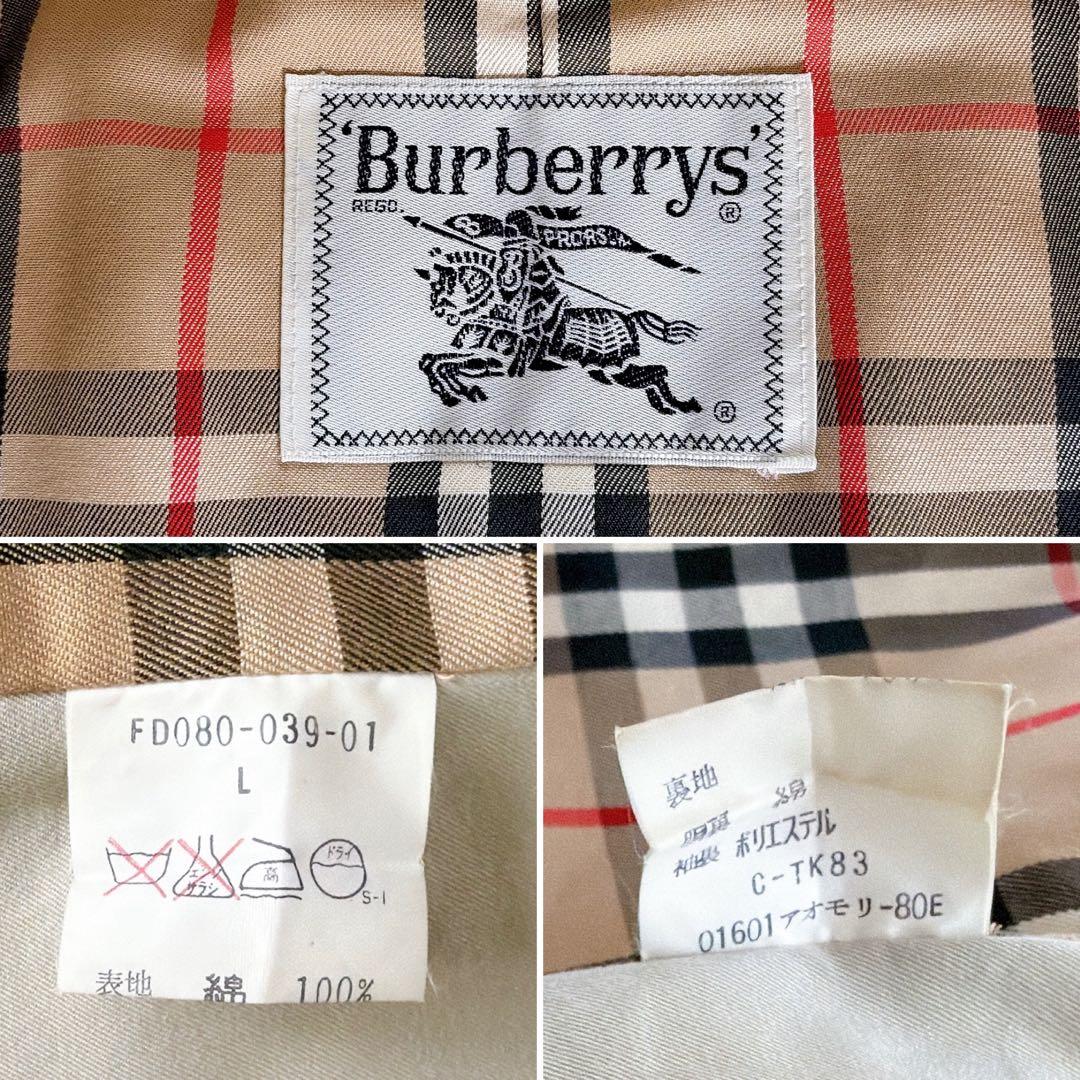 'Burberrys'
REGD.
®
PRORSUM
®
FD080-039-01
L
エンソ
サラシ
高
ドライ
S-1
表地 綿 100%
裏地 綿
袖裏 ポリエステル
C-TK83
01601アオモリ-80E